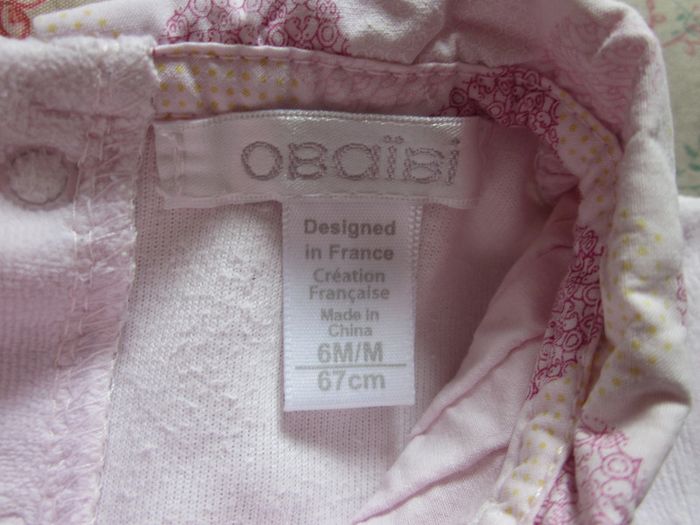 OBaïBi
Designed
in France
Création
Française
Made in
China
6M/M
67cm